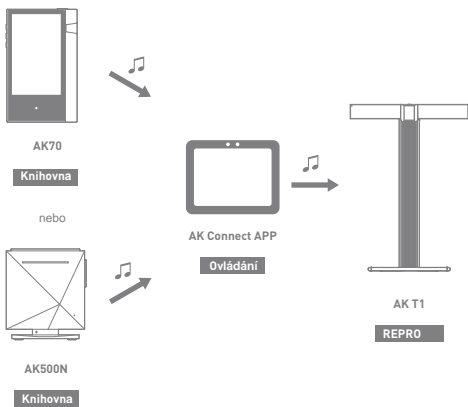 AK70
Knihovna
nebo
AK500N
Knihovna
AK Connect APP
Ovládání
AK T1
REPRO